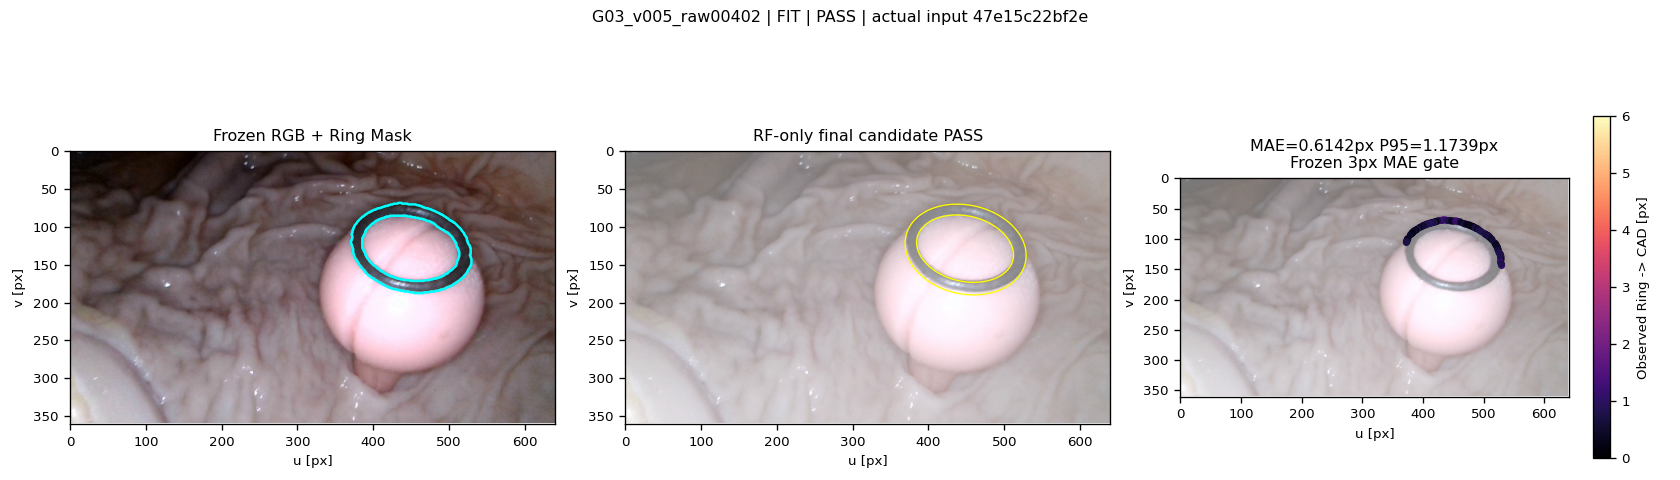 G03_v005_raw00402 | FIT | PASS | actual input 47e15c22bf2e
Frozen RGB + Ring Mask
0
50
100
150
200
250
300
350
v [px]
0 100 200 300 400 500 600
u [px]
RF-only final candidate PASS
0
50
100
150
200
250
300
350
v [px]
0 100 200 300 400 500 600
u [px]
MAE=0.6142px P95=1.1739px
Frozen 3px MAE gate
0
50
100
150
200
250
300
350
v [px]
0 100 200 300 400 500 600
u [px]
6
5
4
3
2
1
0
Observed Ring -> CAD [px]